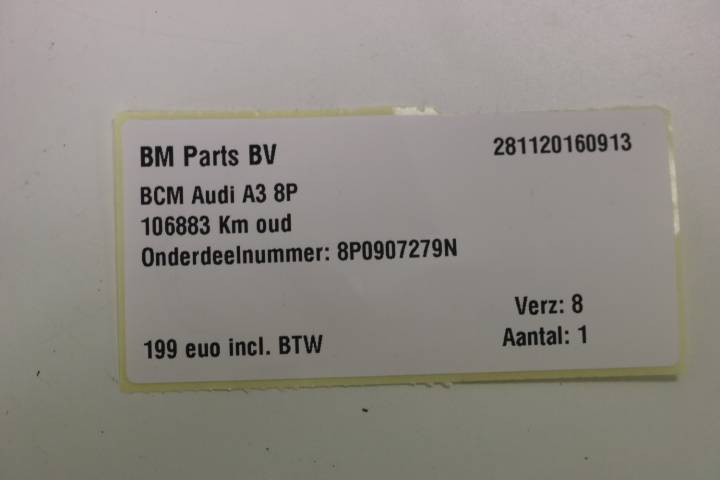 BM Parts BV 281120160913
BCM Audi A3 8P
106883 Km oud
Onderdeelnummer: 8P0907279N
Verz: 8
199 euo incl. BTW Aantal: 1